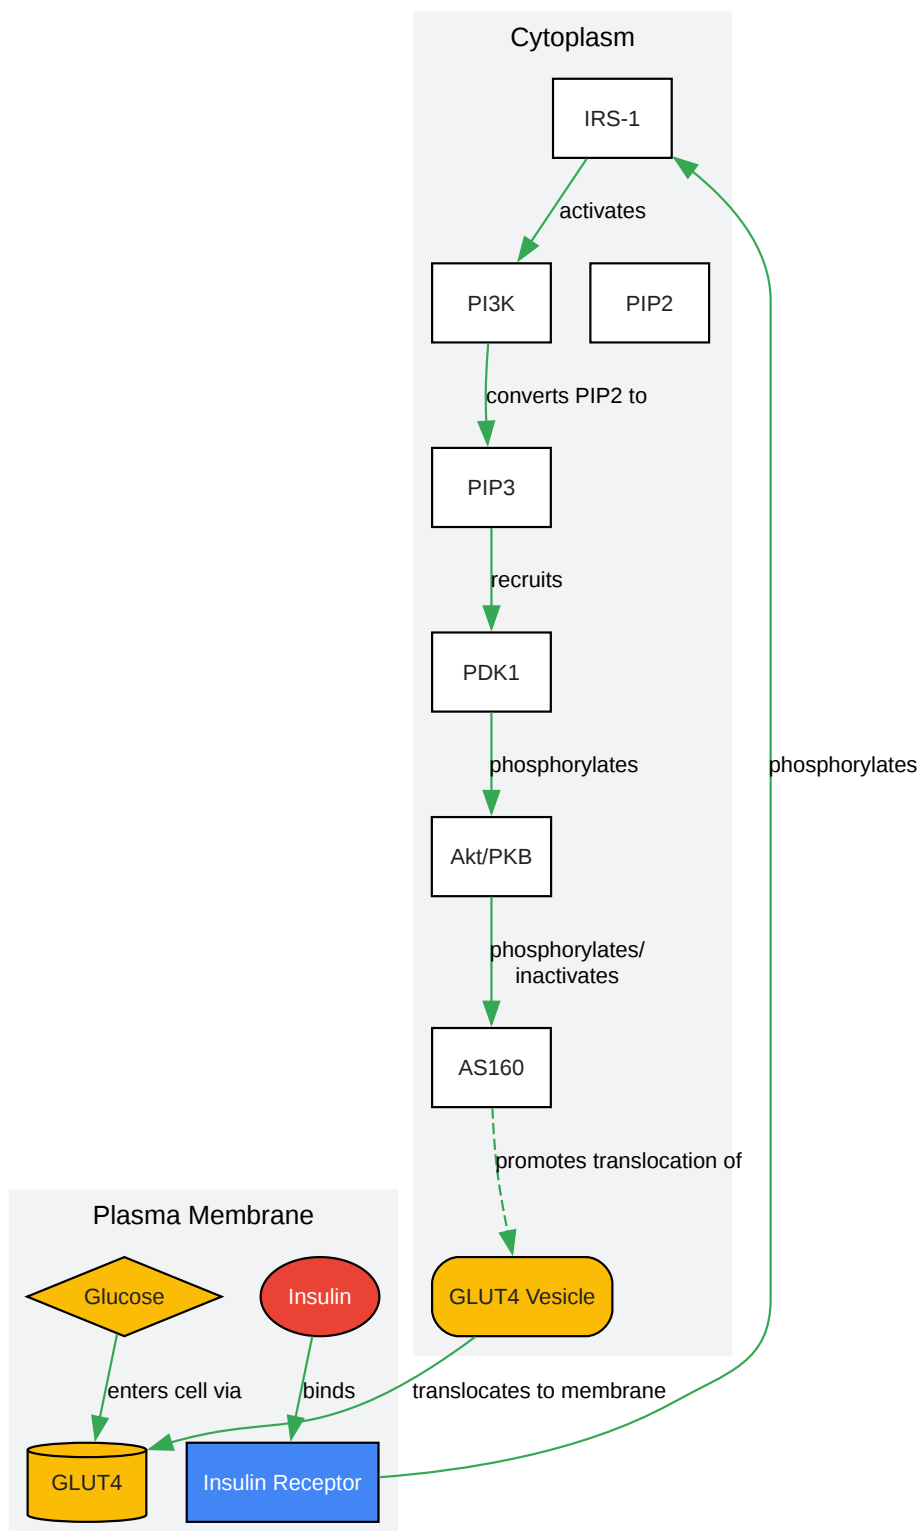 Cytoplasm
IRS-1
activates
PI3K
PIP2
converts PIP2 to
PIP3
recruits
PDK1
phosphorylates
phosphorylates
Akt/PKB
phosphorylates/
inactivates
AS160
promotes translocation of
Plasma Membrane
Glucose
Insulin
GLUT4 Vesicle
enters cell via
binds
translocates to membrane
GLUT4
Insulin Receptor